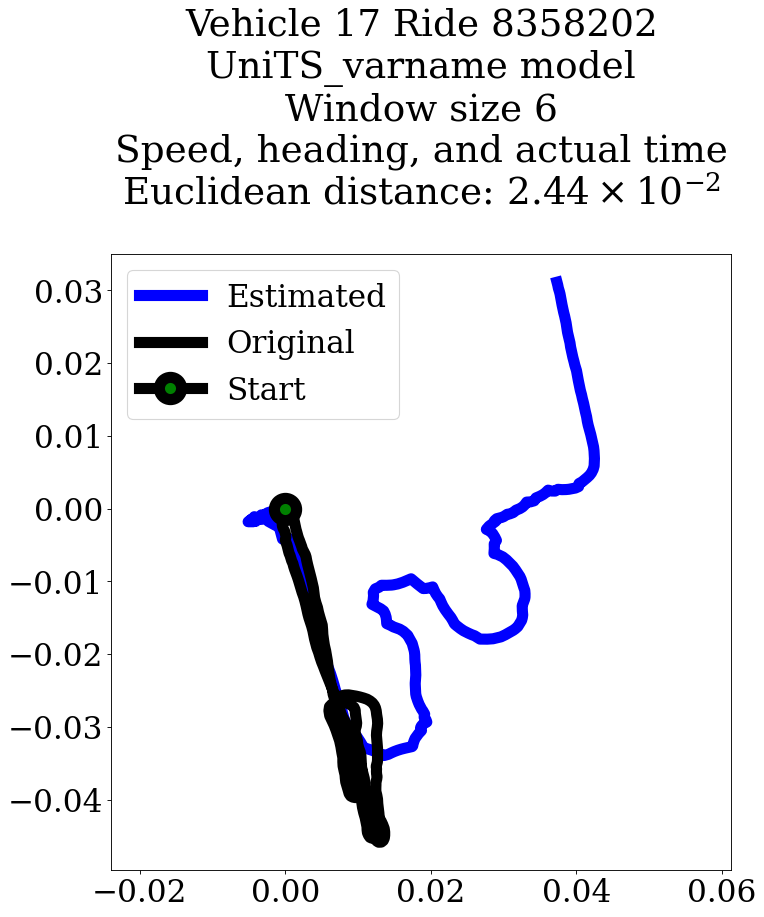 Vehicle 17 Ride 8358202
UniTS_varname model
Window size 6
Speed, heading, and actual time
Euclidean distance: 2.44 × 10⁻²
Estimated
Original
Start
0.03
0.02
0.01
0.00
−0.01
−0.02
−0.03
−0.04
−0.02 0.00 0.02 0.04 0.06